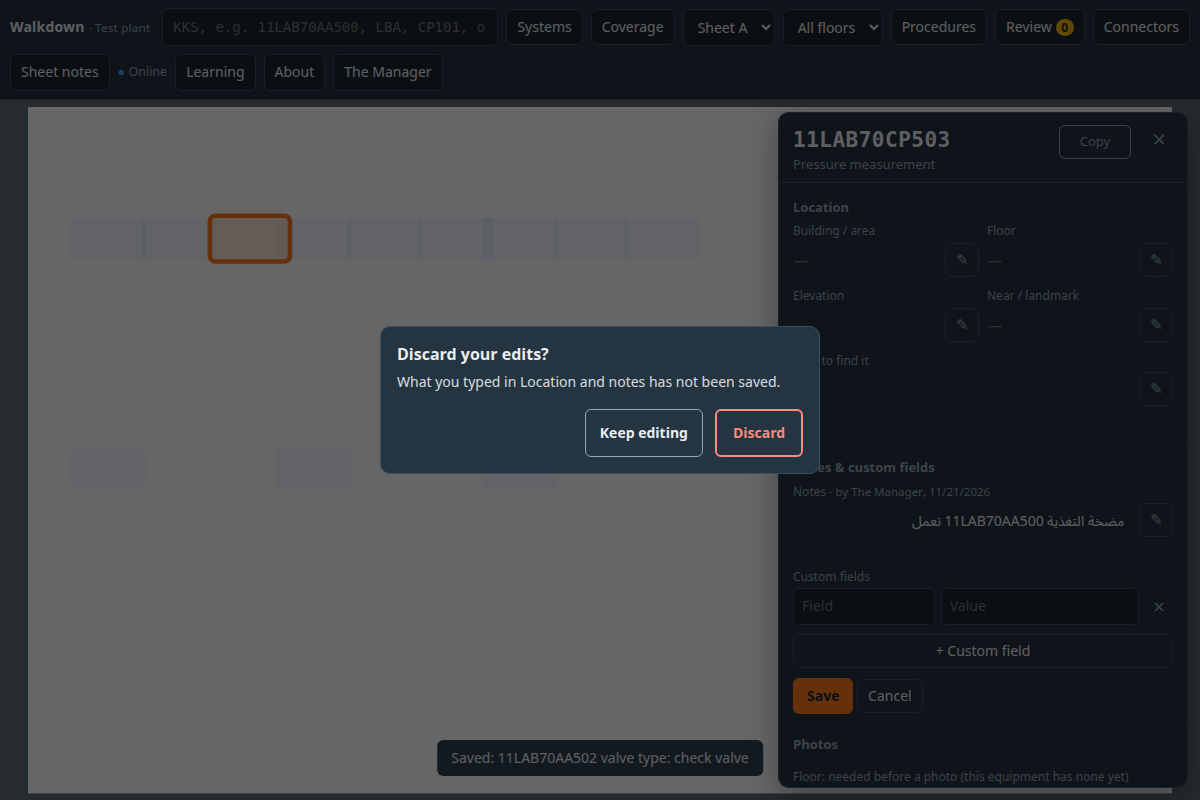 Walkdown · Test plant
KKS, e.g. 11LAB70AA500, LBA, CP101, o
Systems
Coverage
Sheet A
All floors
Procedures
Review 0
Connectors
Sheet notes
Online
Learning
About
The Manager
11LAB70CP503
Copy
×
Pressure measurement
Location
Building / area
Floor
—
—
Elevation
Near / landmark
—
to find it
Discard your edits?
What you typed in Location and notes has not been saved.
Keep editing
Discard
& custom fields
Notes · by The Manager, 11/21/2026
مضخة التغذية 11LAB70AA500 تعمل
Custom fields
Field
Value
×
+ Custom field
Save
Cancel
Photos
Floor: needed before a photo (this equipment has none yet)
Saved: 11LAB70AA502 valve type: check valve